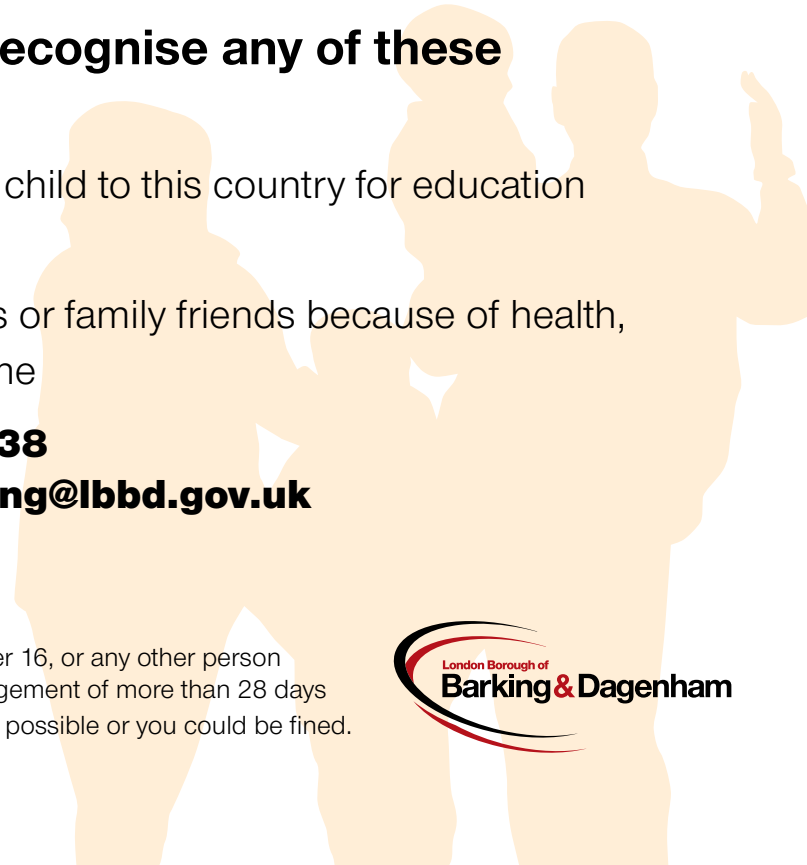 ecognise any of these
child to this country for education
s or family friends because of health,
ne
38
ng@lbbd.gov.uk
er 16, or any other person
gement of more than 28 days
possible or you could be fined.
London Borough of
Barking&Dagenham